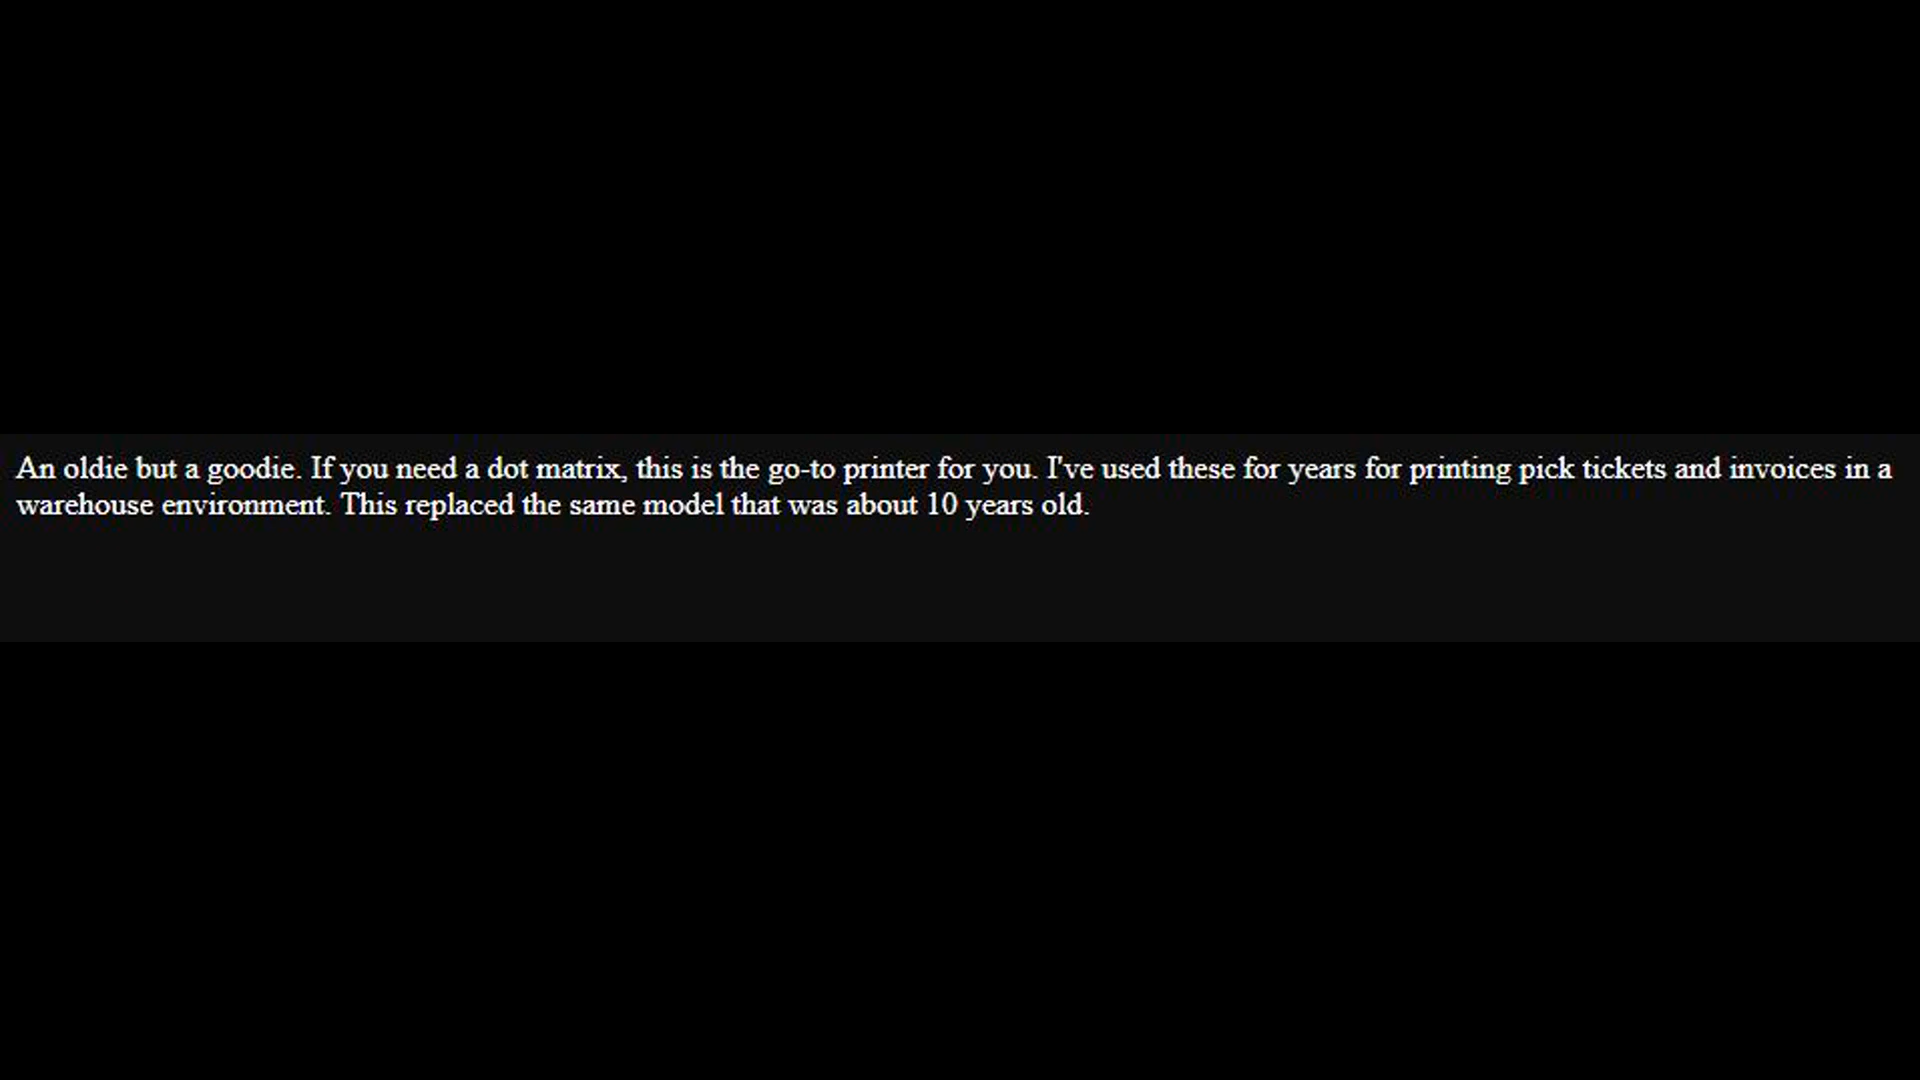 An oldie but a goodie. If you need a dot matrix, this is the go-to printer for you. I've used these for years for printing pick tickets and invoices in a
warehouse environment. This replaced the same model that was about 10 years old.